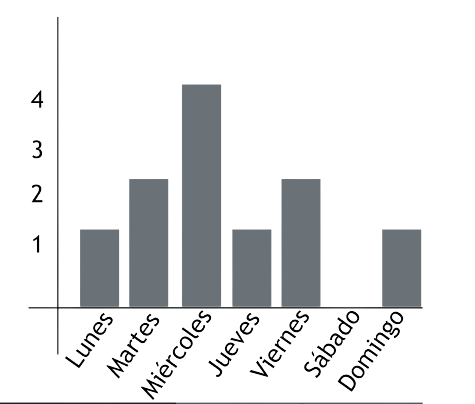 4
3
2
1
Lunes
Martes
Miércoles
Jueves
Viernes
Sábado
Domingo